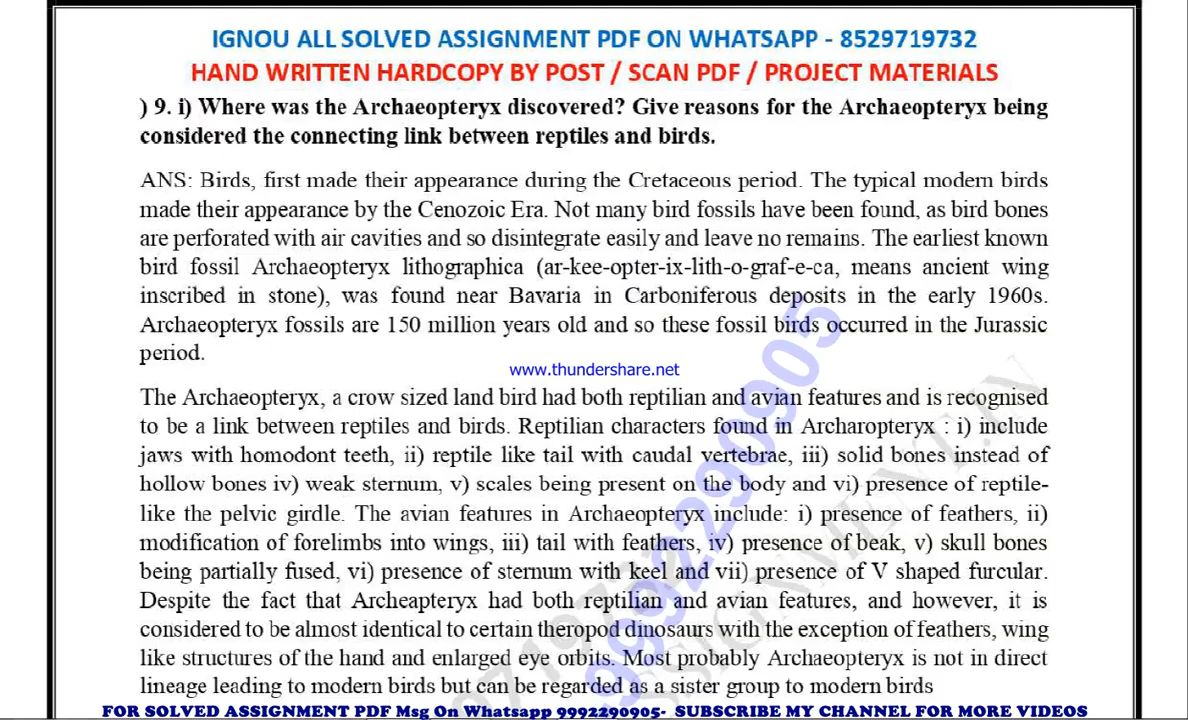 IGNOU ALL SOLVED ASSIGNMENT PDF ON WHATSAPP - 8529719732
HAND WRITTEN HARDCOPY BY POST / SCAN PDF / PROJECT MATERIALS
) 9. i) Where was the Archaeopteryx discovered? Give reasons for the Archaeopteryx being
considered the connecting link between reptiles and birds.
ANS: Birds, first made their appearance during the Cretaceous period. The typical modern birds
made their appearance by the Cenozoic Era. Not many bird fossils have been found, as bird bones
are perforated with air cavities and so disintegrate easily and leave no remains. The earliest known
bird fossil Archaeopteryx lithographica (ar-kee-opter-ix-lith-o-graf-e-ca, means ancient wing
inscribed in stone), was found near Bavaria in Carboniferous deposits in the early 1960s.
Archaeopteryx fossils are 150 million years old and so these fossil birds occurred in the Jurassic
period.
www.thundershare.net
The Archaeopteryx, a crow sized land bird had both reptilian and avian features and is recognised
to be a link between reptiles and birds. Reptilian characters found in Archaropteryx : i) include
jaws with homodont teeth, ii) reptile like tail with caudal vertebrae, iii) solid bones instead of
hollow bones iv) weak sternum, v) scales being present on the body and vi) presence of reptile-
like the pelvic girdle. The avian features in Archaeopteryx include: i) presence of feathers, ii)
modification of forelimbs into wings, iii) tail with feathers, iv) presence of beak, v) skull bones
being partially fused, vi) presence of sternum with keel and vii) presence of V shaped furcular.
Despite the fact that Archeapteryx had both reptilian and avian features, and however, it is
considered to be almost identical to certain theropod dinosaurs with the exception of feathers, wing
like structures of the hand and enlarged eye orbits. Most probably Archaeopteryx is not in direct
lineage leading to modern birds but can be regarded as a sister group to modern birds
9992290905
FOR SOLVED ASSIGNMENT PDF Msg On Whatsapp 9992290905- SUBSCRIBE MY CHANNEL FOR MORE VIDEOS